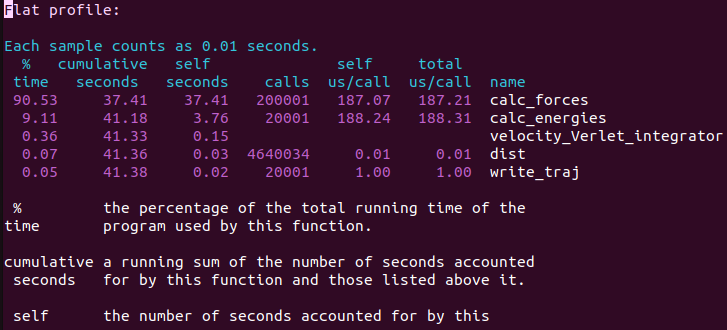 Flat profile:
Each sample counts as 0.01 seconds.
% cumulative self self total
time seconds seconds calls us/call us/call name
90.53 37.41 37.41 200001 187.07 187.21 calc_forces
9.11 41.18 3.76 20001 188.24 188.31 calc_energies
0.36 41.33 0.15 velocity_Verlet_integrator
0.07 41.36 0.03 4640034 0.01 0.01 dist
0.05 41.38 0.02 20001 1.00 1.00 write_traj
% the percentage of the total running time of the
time program used by this function.
cumulative a running sum of the number of seconds accounted
seconds for by this function and those listed above it.
self the number of seconds accounted for by this